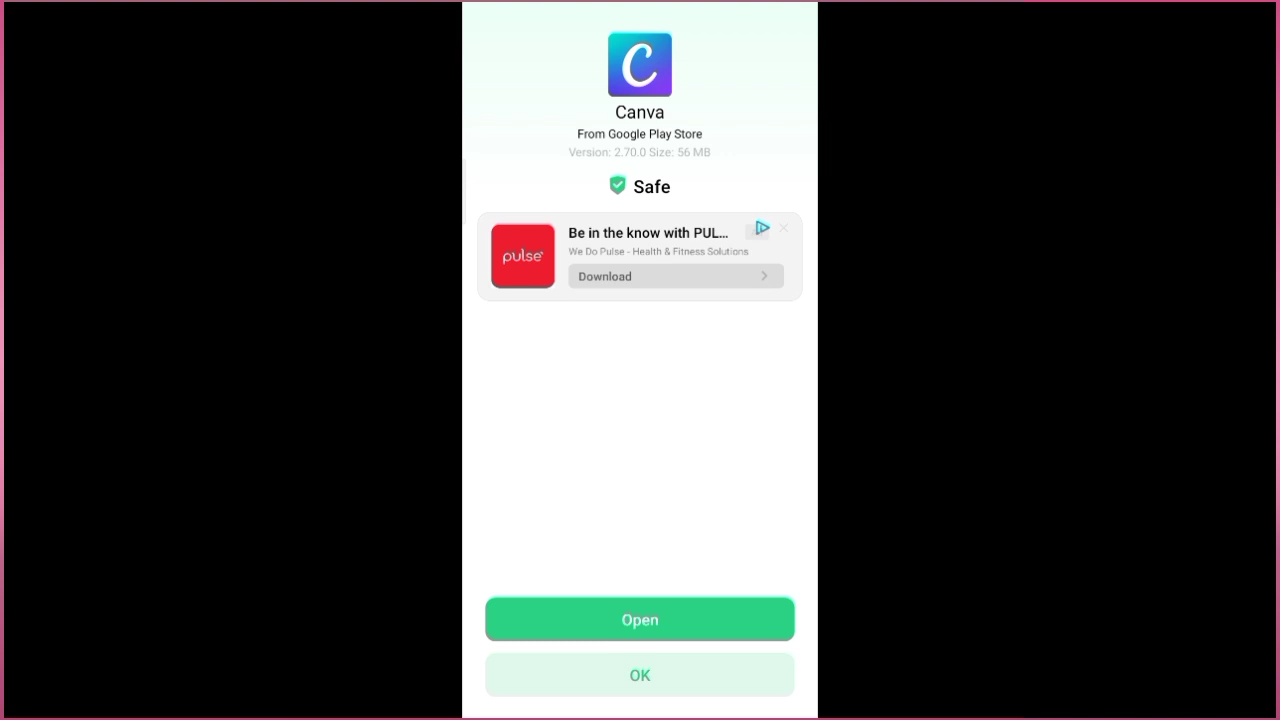 C
Canva
From Google Play Store
Version: 2.70.0 Size: 56 MB
Safe
Be in the know with PUL...
We Do Pulse - Health & Fitness Solutions
pulse
Download
Open
OK